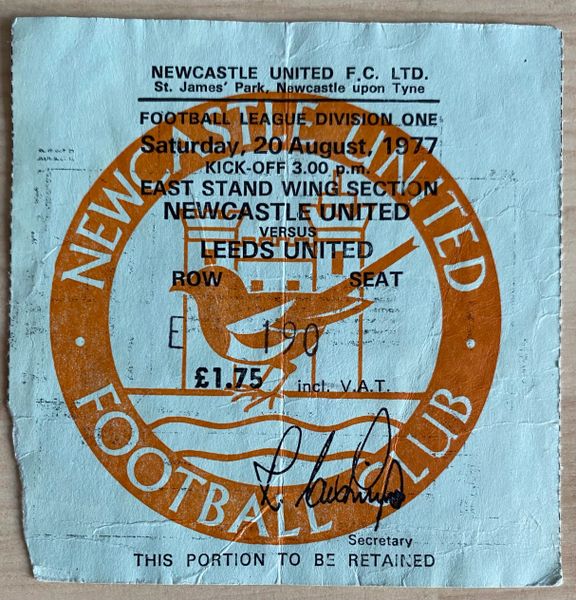 NEWCASTLE UNITED F.C. LTD.
St. James' Park, Newcastle upon Tyne
FOOTBALL LEAGUE DIVISION ONE
Saturday, 20 August, 1977
KICK-OFF 3.00 p.m.
EAST STAND WING SECTION
NEWCASTLE UNITED
VERSUS
LEEDS UNITED
ROW SEAT
E 190
£1.75 incl. V.A.T.
Secretary
THIS PORTION TO BE RETAINED
NEWCASTLE UNITED
FOOTBALL CLUB